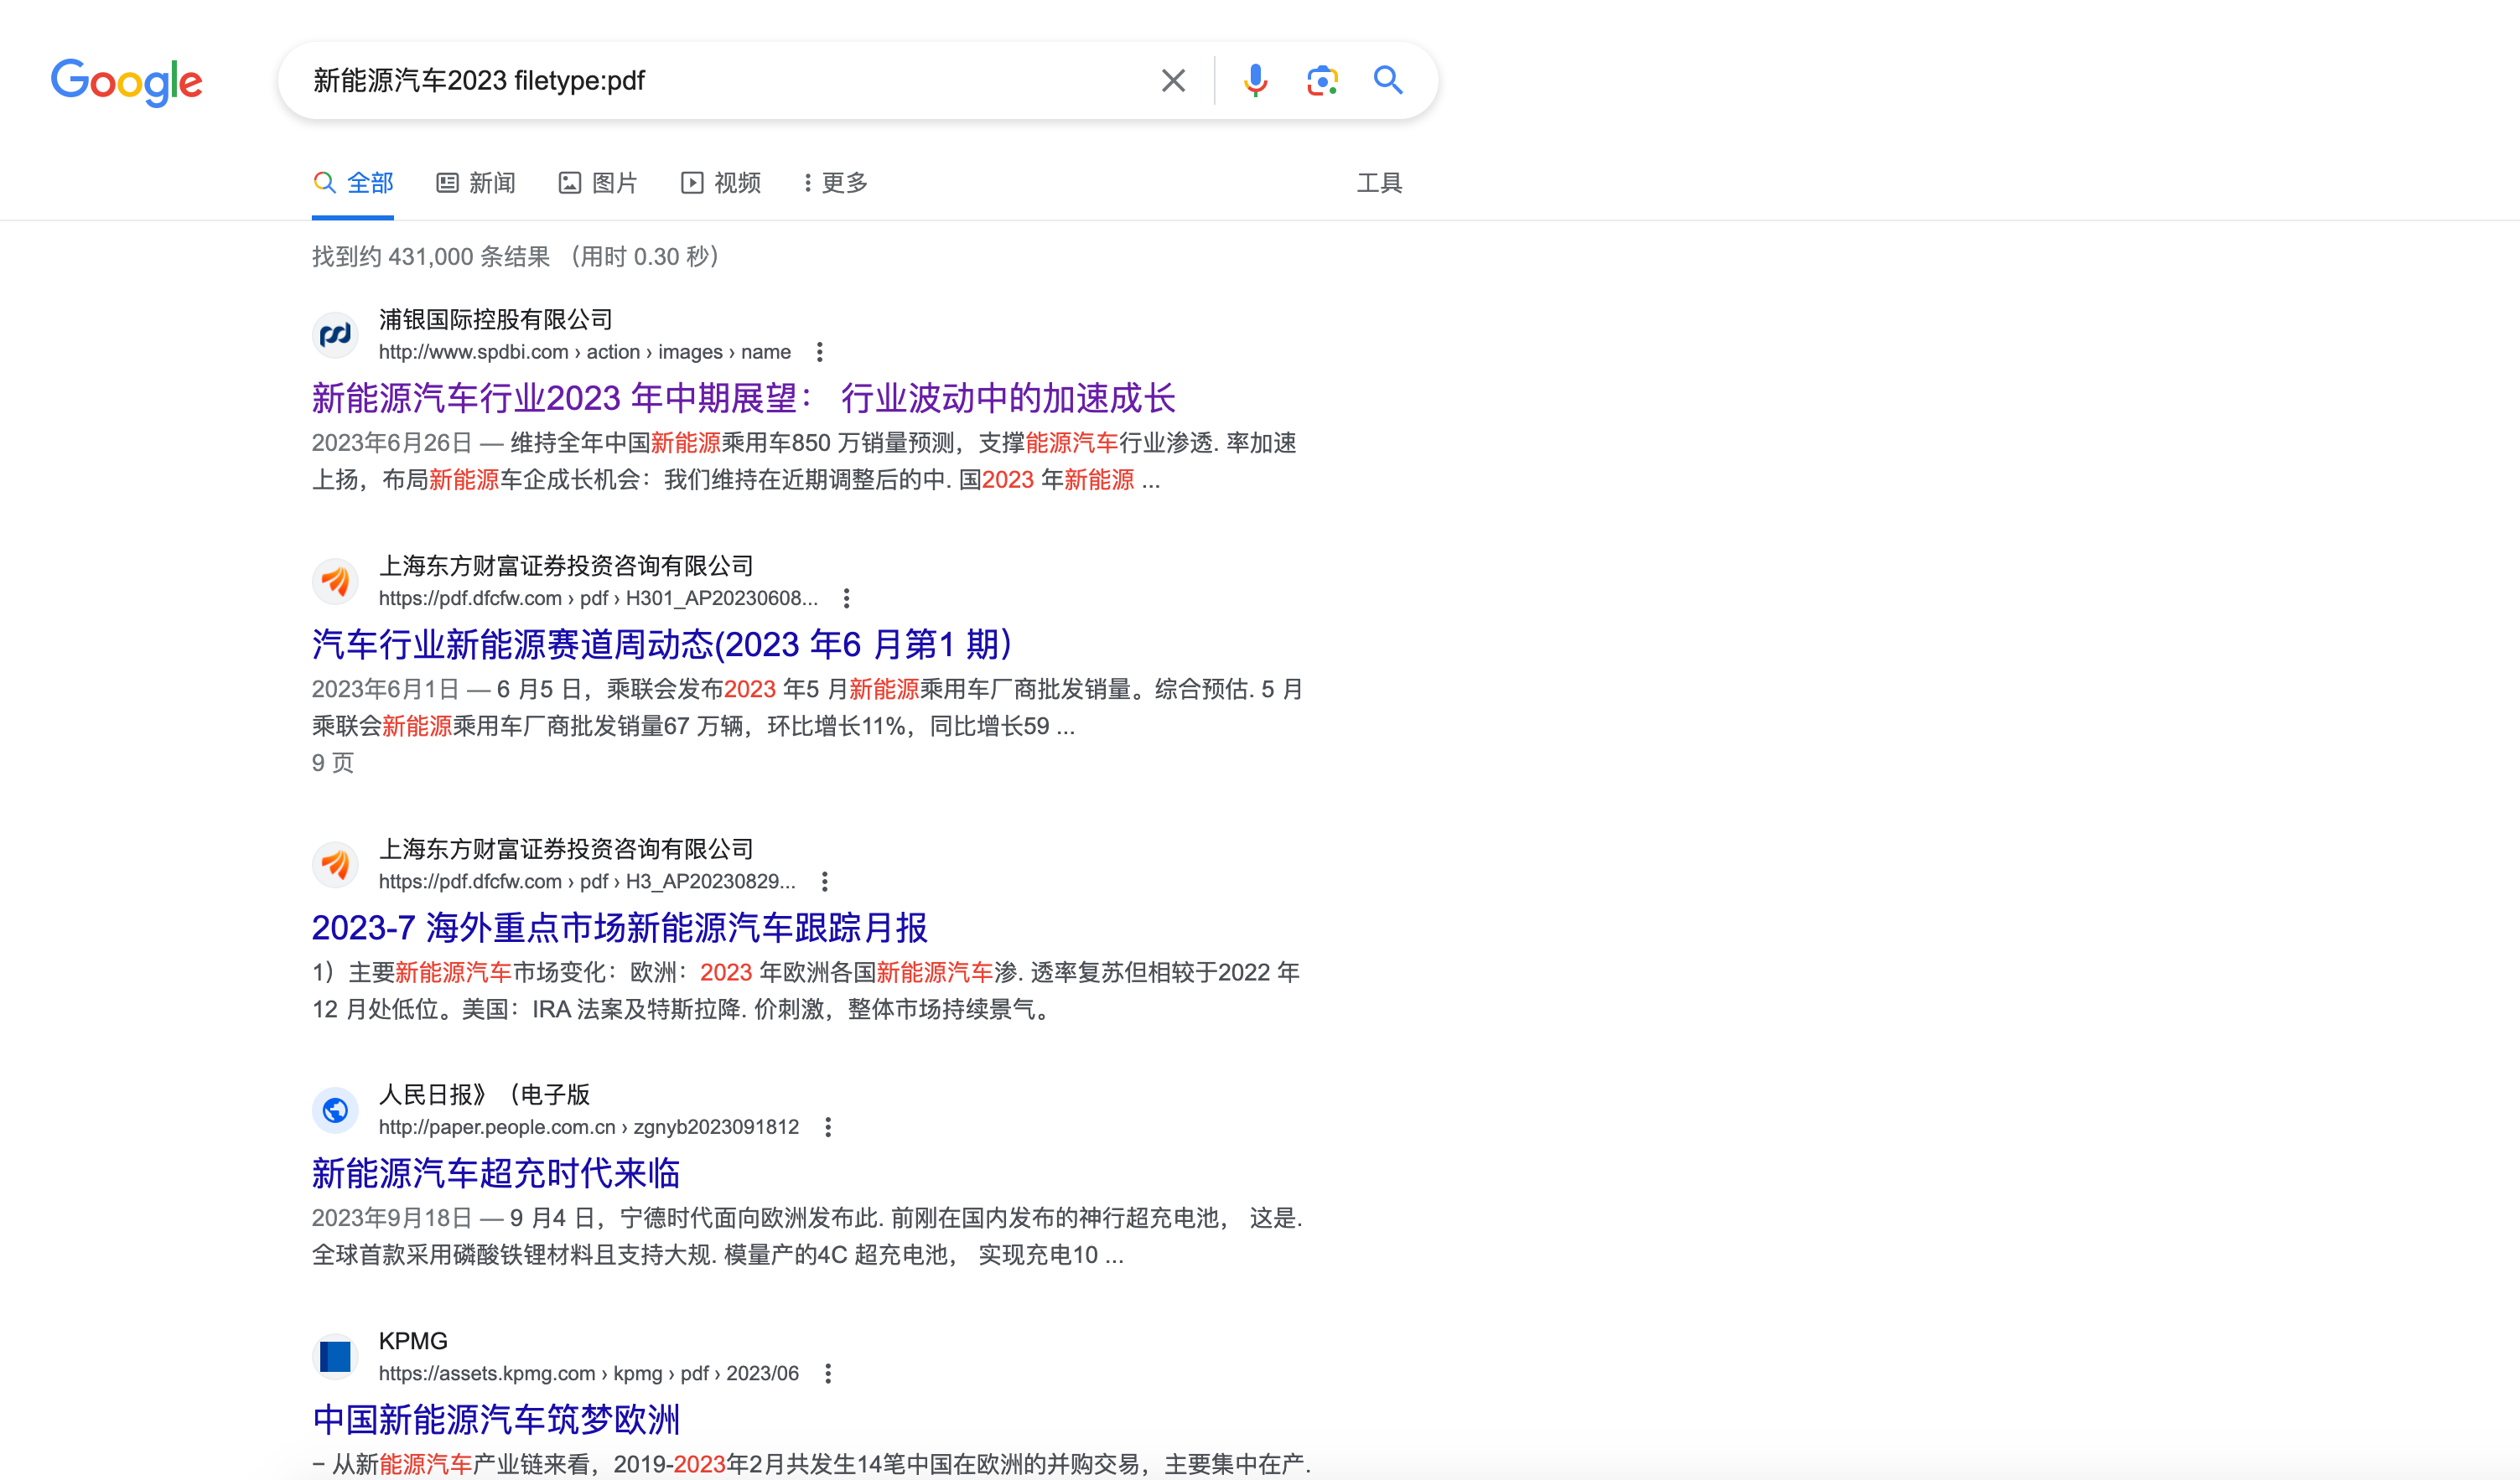 Google
新能源汽车2023 filetype:pdf
全部 新闻 图片 视频 更多 工具
找到约 431,000 条结果 （用时 0.30 秒）
浦银国际控股有限公司
http://www.spdbi.com › action › images › name
新能源汽车行业2023 年中期展望： 行业波动中的加速成长
2023年6月26日 — 维持全年中国新能源乘用车850 万销量预测，支撑能源汽车行业渗透. 率加速
上扬，布局新能源车企成长机会：我们维持在近期调整后的中. 国2023 年新能源 ...
上海东方财富证券投资咨询有限公司
https://pdf.dfcfw.com › pdf › H301_AP20230608...
汽车行业新能源赛道周动态(2023 年6 月第1 期）
2023年6月1日 — 6 月5 日，乘联会发布2023 年5 月新能源乘用车厂商批发销量。综合预估. 5 月
乘联会新能源乘用车厂商批发销量67 万辆，环比增长11%，同比增长59 ...
9 页
上海东方财富证券投资咨询有限公司
https://pdf.dfcfw.com › pdf › H3_AP20230829...
2023-7 海外重点市场新能源汽车跟踪月报
1）主要新能源汽车市场变化：欧洲：2023 年欧洲各国新能源汽车渗. 透率复苏但相较于2022 年
12 月处低位。美国：IRA 法案及特斯拉降. 价刺激，整体市场持续景气。
人民日报》（电子版
http://paper.people.com.cn › zgnyb2023091812
新能源汽车超充时代来临
2023年9月18日 — 9 月4 日，宁德时代面向欧洲发布此. 前刚在国内发布的神行超充电池， 这是.
全球首款采用磷酸铁锂材料且支持大规. 模量产的4C 超充电池， 实现充电10 ...
KPMG
https://assets.kpmg.com › kpmg › pdf › 2023/06
中国新能源汽车筑梦欧洲
– 从新能源汽车产业链来看，2019-2023年2月共发生14笔中国在欧洲的并购交易，主要集中在产.